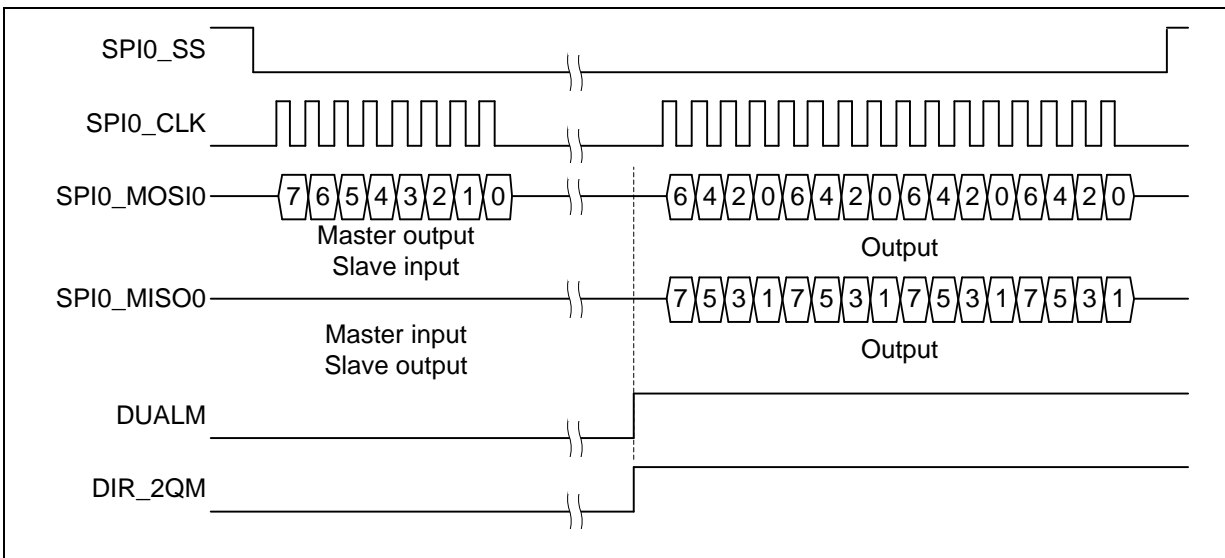 SPI0_SS
SPI0_CLK
SPI0_MOSI0 7 6 5 4 3 2 1 0 6 4 2 0 6 4 2 0 6 4 2 0 6 4 2 0
Master output
Slave input
Output
SPI0_MISO0 7 5 3 1 7 5 3 1 7 5 3 1 7 5 3 1
Master input
Slave output
Output
DUALM
DIR_2QM